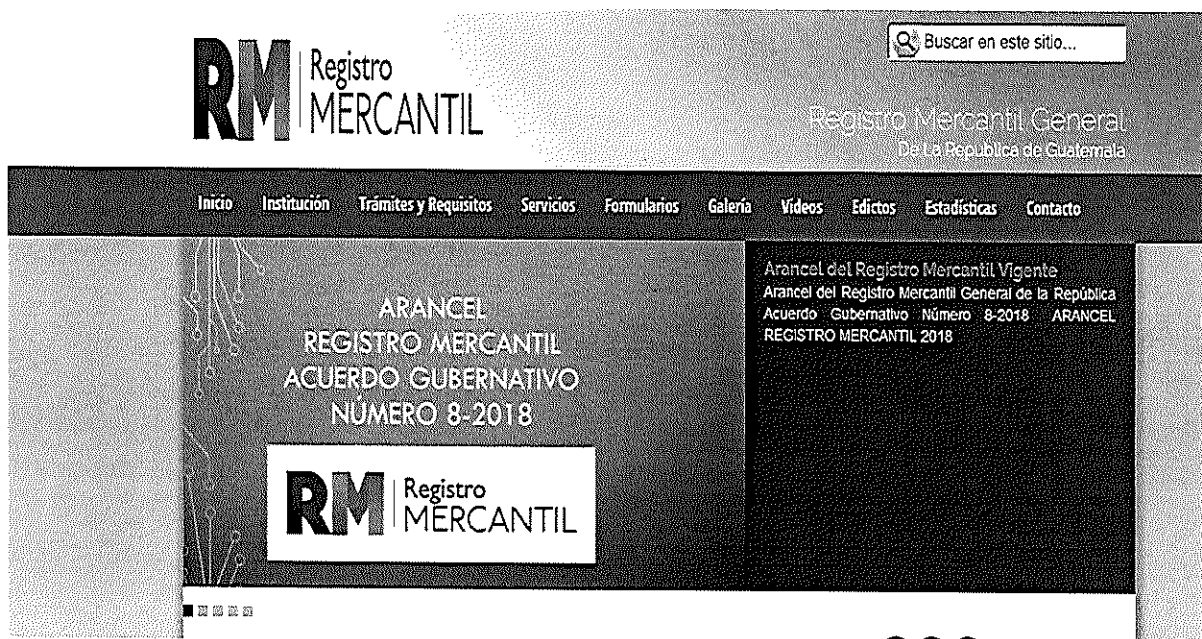 RM Registro
MERCANTIL
Buscar en este sitio...
Registro Mercantil General
De La Republica de Guatemala
Inicio Institución Trámites y Requisitos Servicios Formularios Galería Videos Edictos Estadísticas Contacto
ARANCEL
REGISTRO MERCANTIL
ACUERDO GUBERNATIVO
NÚMERO 8-2018
RM Registro
MERCANTIL
Arancel del Registro Mercantil Vigente
Arancel del Registro Mercantil General de la República
Acuerdo Gubernativo Número 8-2018 ARANCEL
REGISTRO MERCANTIL 2018